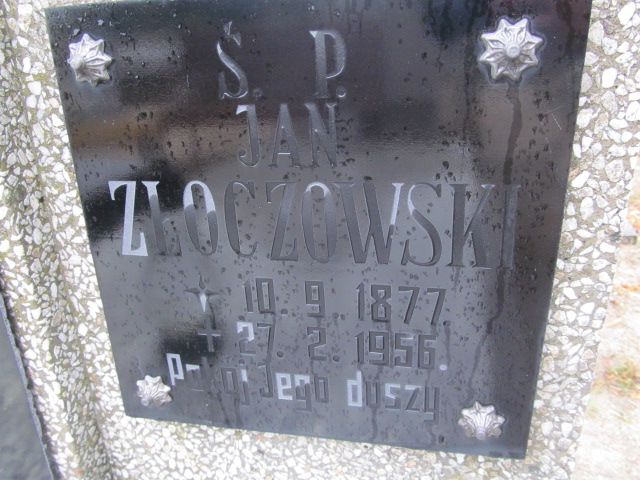 Ś. P.
JAN
ZŁOCZOWSKI
10. 9. 1877.
+ 27. 2. 1956.
Pokój Jego duszy